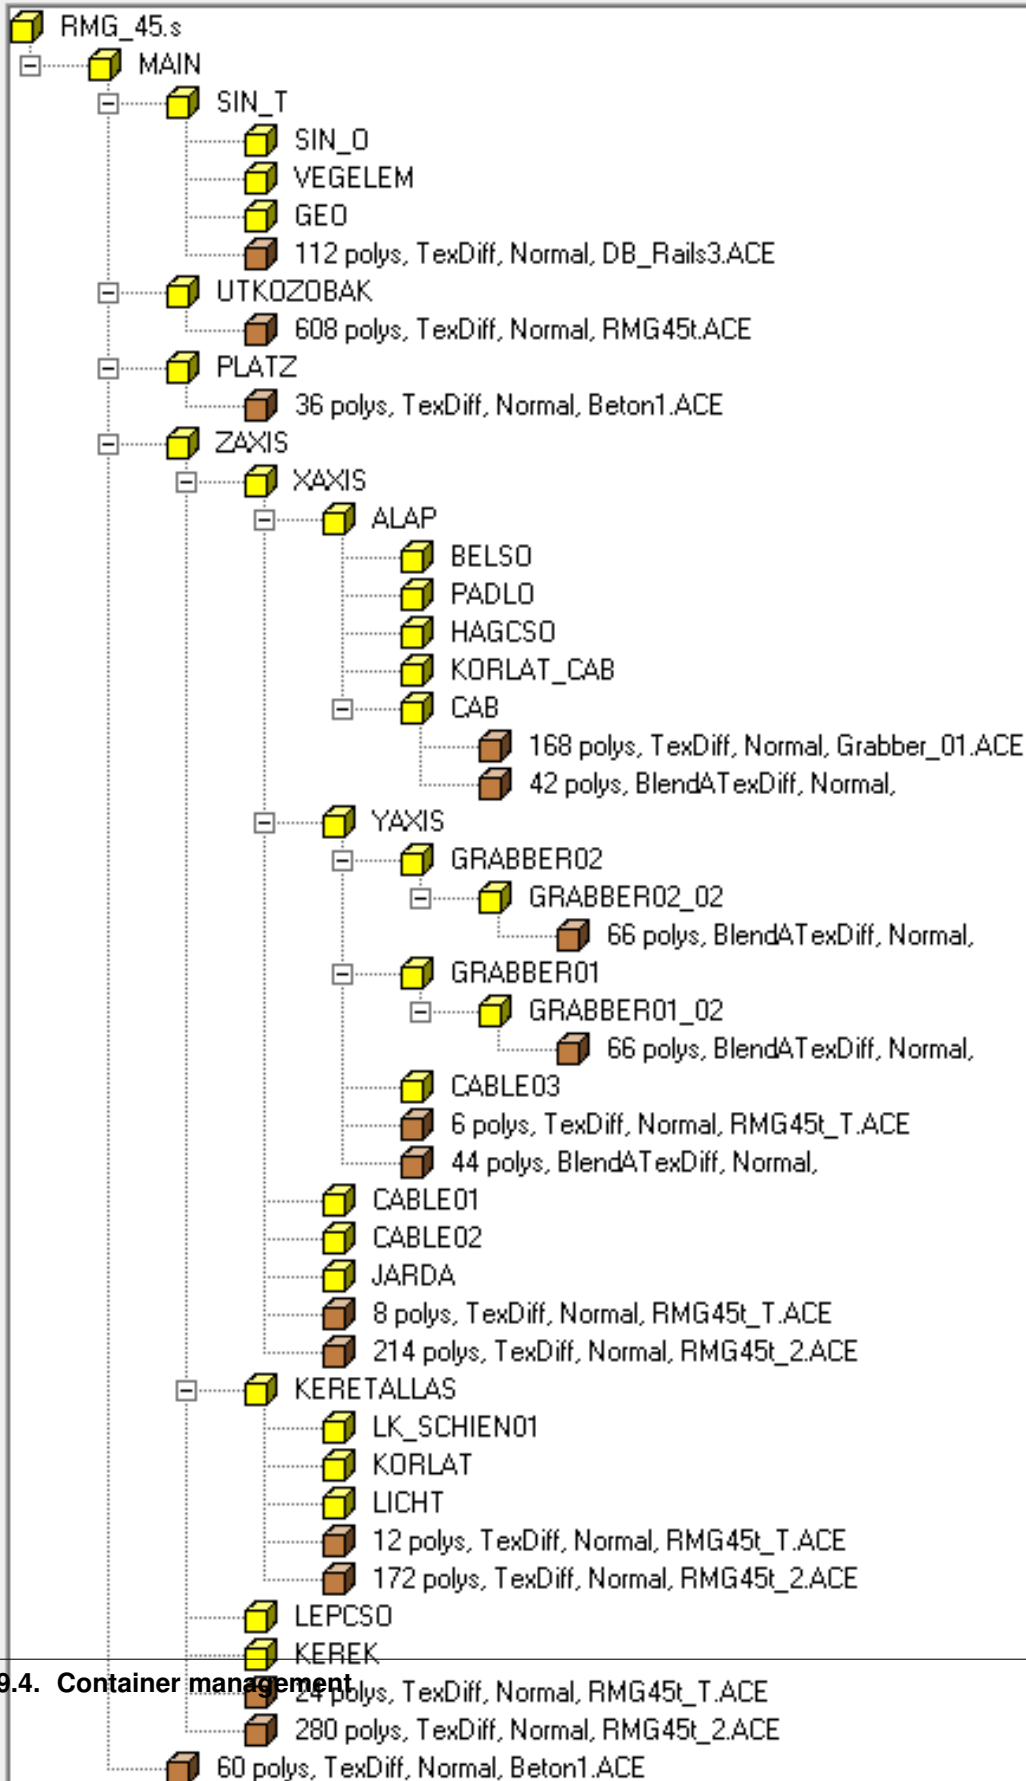 RMG_45.s
MAIN
SIN_T
SIN_O
VEGELEM
GEO
112 polys, TexDiff, Normal, DB_Rails3.ACE
UTKOZOBAK
608 polys, TexDiff, Normal, RMG45t.ACE
PLATZ
36 polys, TexDiff, Normal, Beton1.ACE
ZAXIS
XAXIS
ALAP
BELSO
PADLO
HAGCSO
KORLAT_CAB
CAB
168 polys, TexDiff, Normal, Grabber_01.ACE
42 polys, BlendATexDiff, Normal,
YAXIS
GRABBER02
GRABBER02_02
66 polys, BlendATexDiff, Normal,
GRABBER01
GRABBER01_02
66 polys, BlendATexDiff, Normal,
CABLE03
6 polys, TexDiff, Normal, RMG45t_T.ACE
44 polys, BlendATexDiff, Normal,
CABLE01
CABLE02
JARDA
8 polys, TexDiff, Normal, RMG45t_T.ACE
214 polys, TexDiff, Normal, RMG45t_2.ACE
KERETALLAS
LK_SCHIEN01
KORLAT
LICHT
12 polys, TexDiff, Normal, RMG45t_T.ACE
172 polys, TexDiff, Normal, RMG45t_2.ACE
LEPCSO
KEREK
9.4. Container management
24 polys, TexDiff, Normal, RMG45t_T.ACE
280 polys, TexDiff, Normal, RMG45t_2.ACE
60 polys, TexDiff, Normal, Beton1.ACE